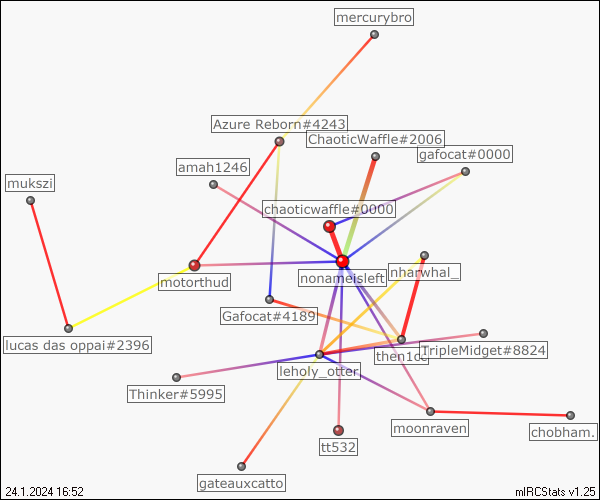 mercurybro
Azure Reborn#4243
ChaoticWaffle#2006
gafocat#0000
amah1246
mukszi
chaoticwaffle#0000
nonameisleft
nharwhal_
motorthud
Gafocat#4189
lucas das oppai#2396
TripleMidget#8824
leholy_otter
Thinker#5995
moonraven
chobham.
tt532
gateauxcatto
24.1.2024 16:52
mIRCStats v1.25